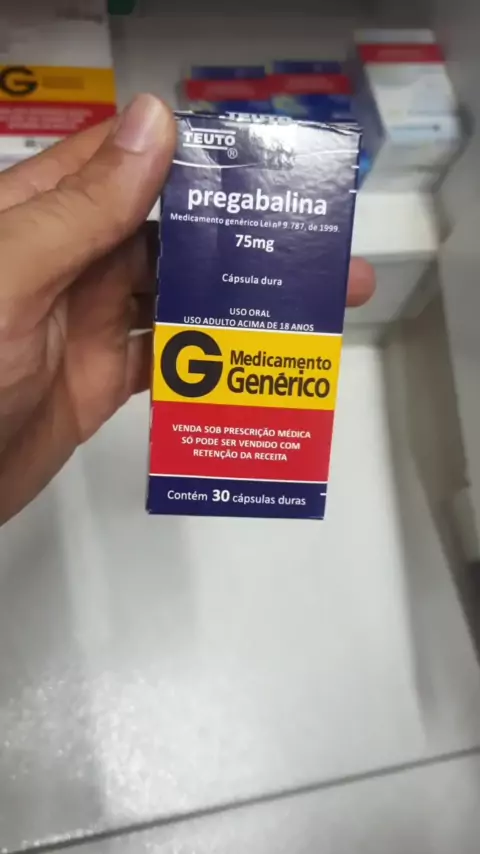 G
TEUTO
TEUTO
®
pregabalina
Medicamento genérico Lei nº 9.787, de 1999.
75mg
Cápsula dura
USO ORAL
USO ADULTO ACIMA DE 18 ANOS
G Medicamento
Genérico
VENDA SOB PRESCRIÇÃO MÉDICA
SÓ PODE SER VENDIDO COM
RETENÇÃO DA RECEITA
Contém 30 cápsulas duras